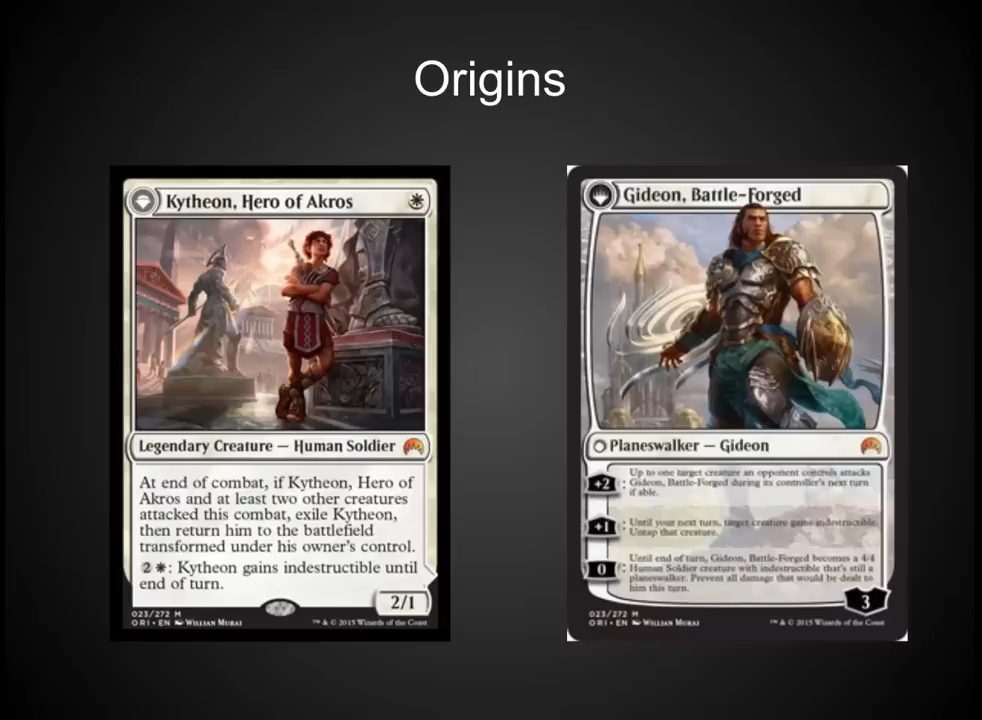 Origins
Kytheon, Hero of Akros
Legendary Creature — Human Soldier
At end of combat, if Kytheon, Hero of
Akros and at least two other creatures
attacked this combat, exile Kytheon,
then return him to the battlefield
transformed under his owner's control.
2: Kytheon gains indestructible until
end of turn.
2/1
023/272 M
ORI • EN Willian Murai
™ & © 2015 Wizards of the Coast
Gideon, Battle-Forged
Planeswalker — Gideon
+2: Up to one target creature an opponent controls attacks
Gideon, Battle-Forged during its controller's next turn
if able.
+1: Until your next turn, target creature gains indestructible.
Untap that creature.
0: Until end of turn, Gideon, Battle-Forged becomes a 4/4
Human Soldier creature with indestructible that's still a
planeswalker. Prevent all damage that would be dealt to
him this turn.
3
023/272 M
ORI • EN Willian Murai
™ & © 2015 Wizards of the Coast